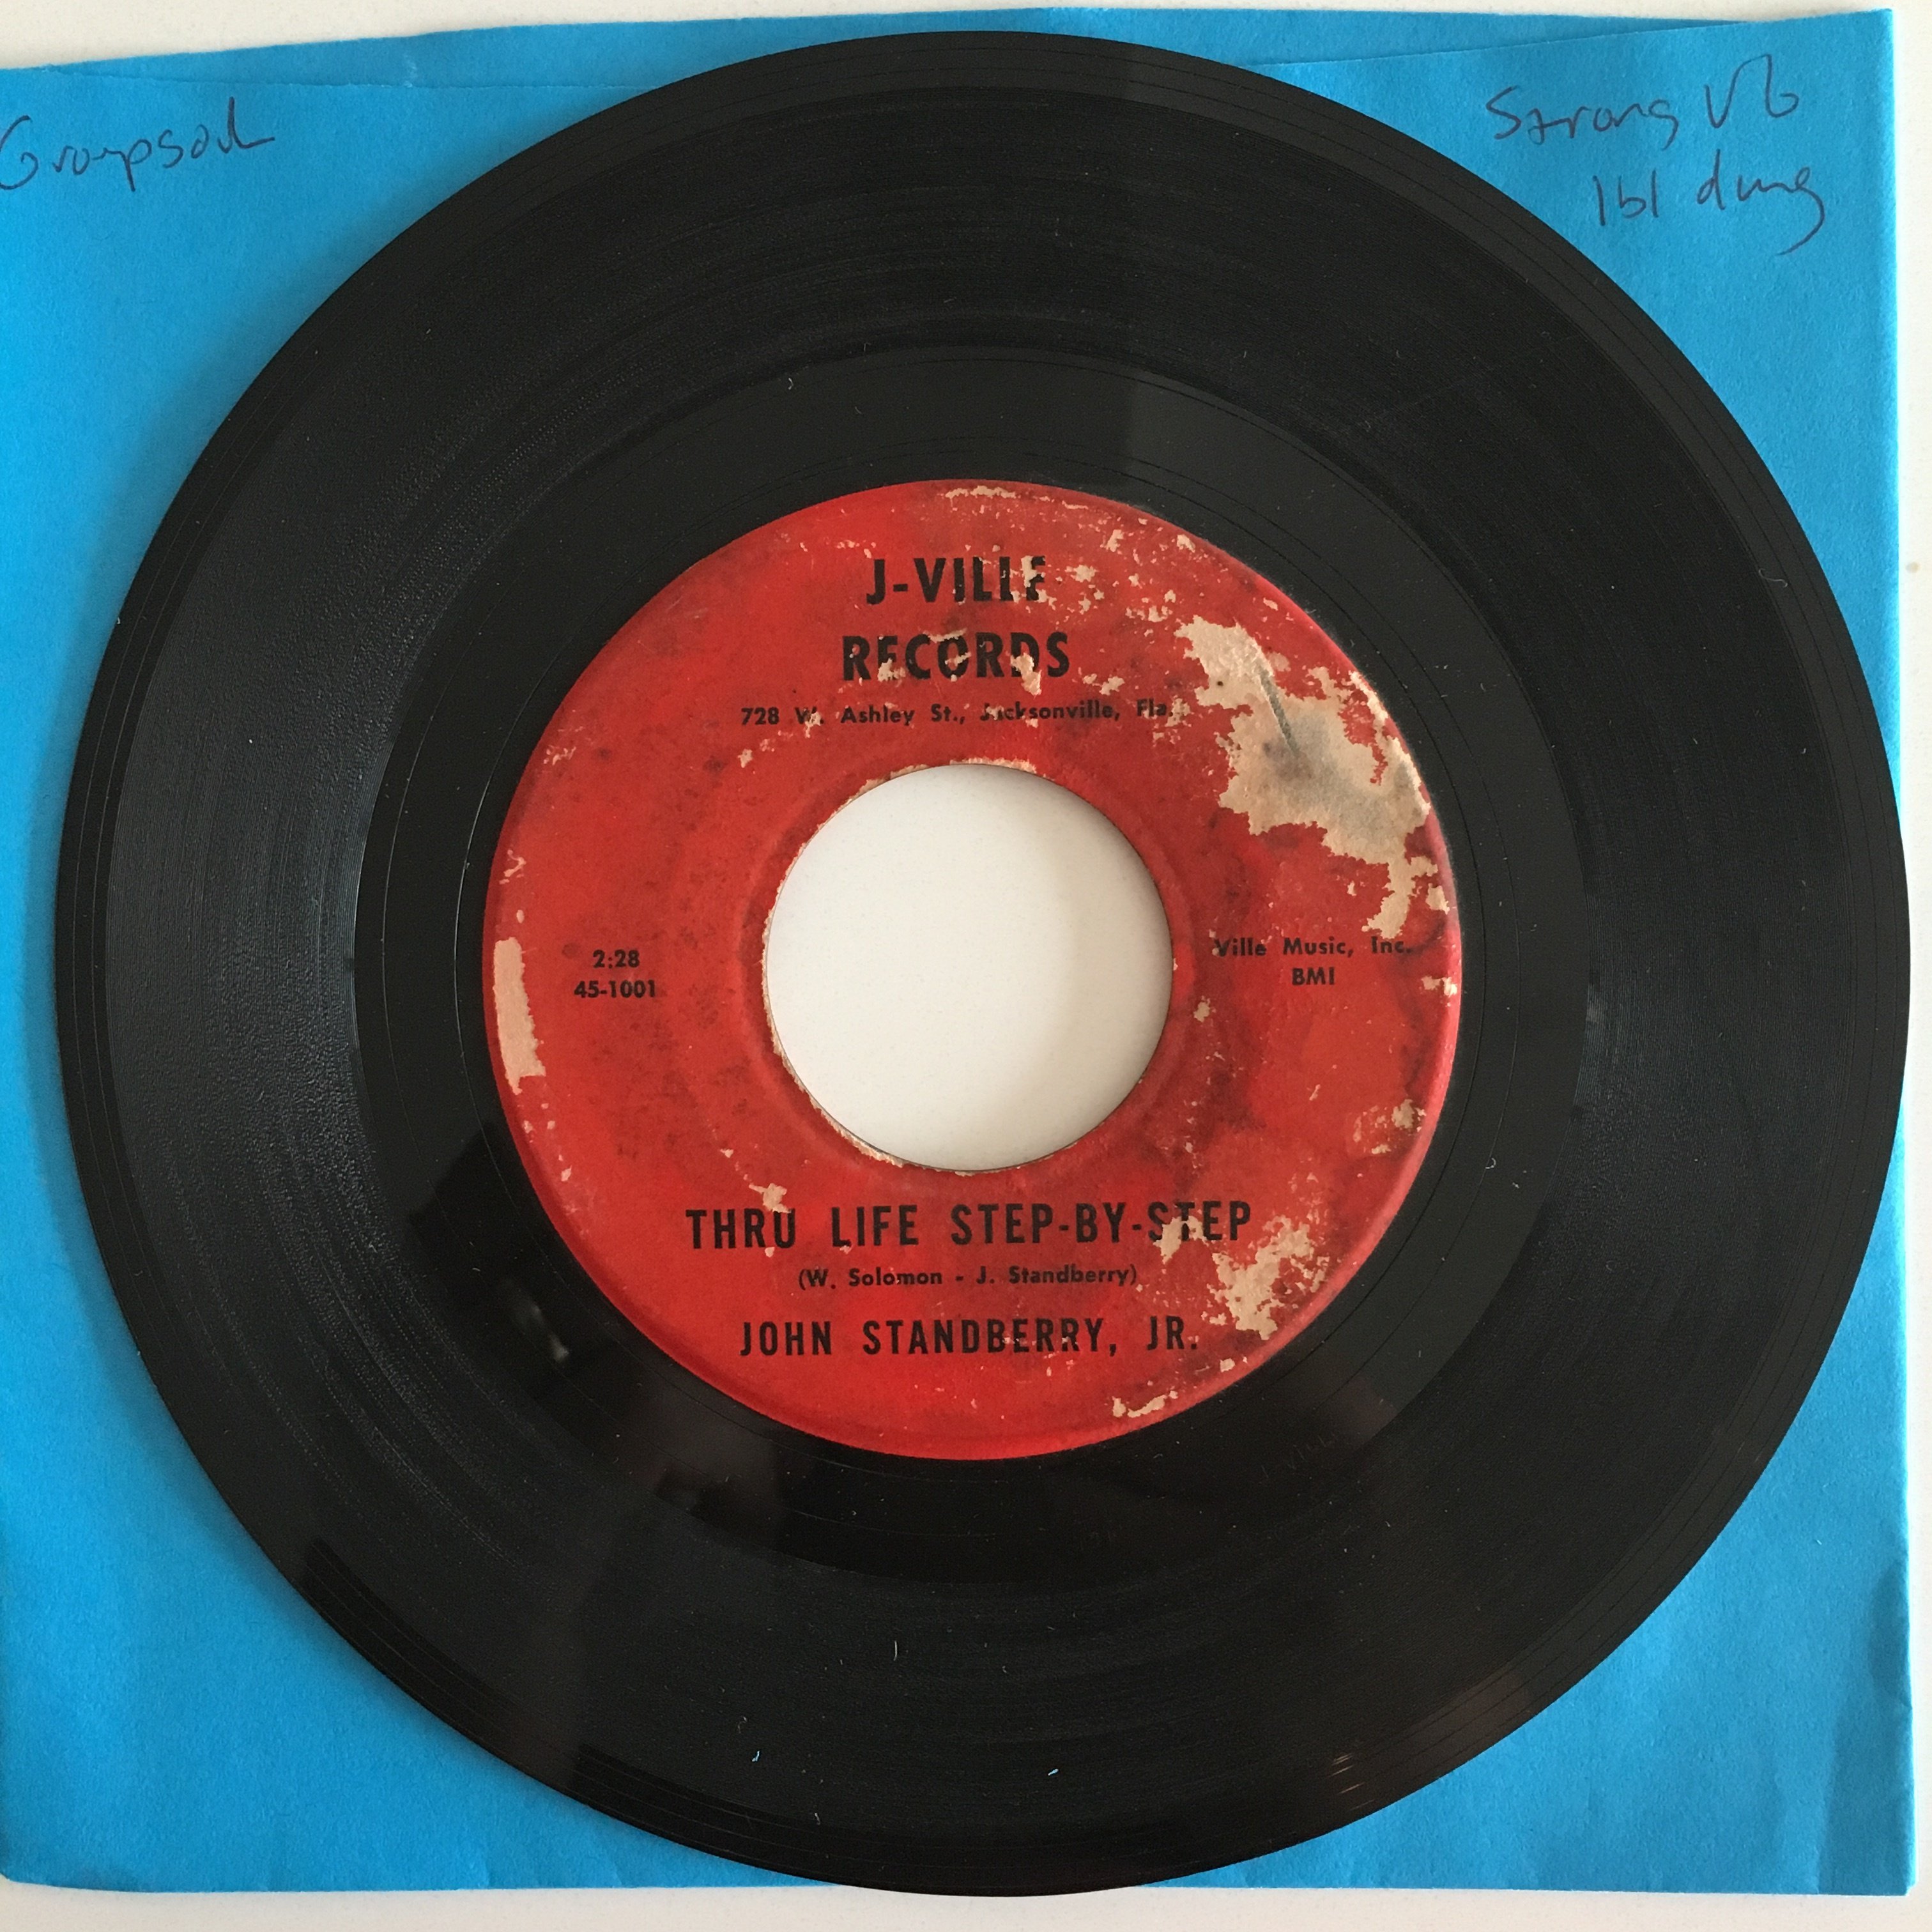 Groupsoul
Strong VG
lbl dmg
J-VILLE
RECORDS
728 W. Ashley St., Jacksonville, Fla.
2:28
45-1001
Ville Music, Inc.
BMI
THRU LIFE STEP-BY-STEP
(W. Solomon - J. Standberry)
JOHN STANDBERRY, JR.